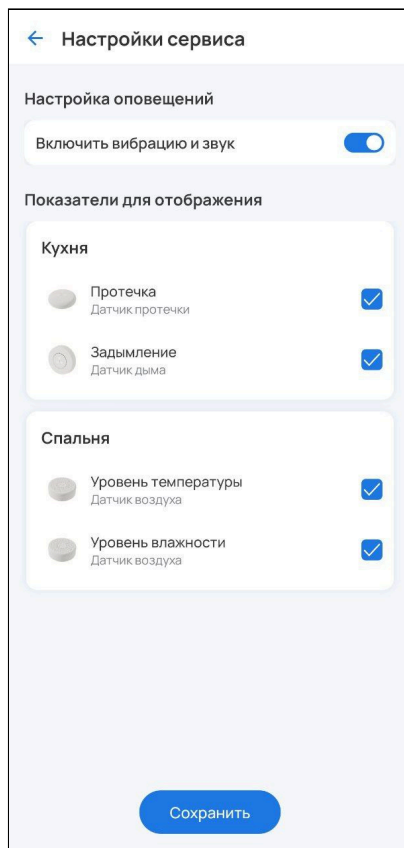 Настройки сервиса
Настройка оповещений
Включить вибрацию и звук
Показатели для отображения
Кухня
Протечка
Датчик протечки
Задымление
Датчик дыма
Спальня
Уровень температуры
Датчик воздуха
Уровень влажности
Датчик воздуха
Сохранить